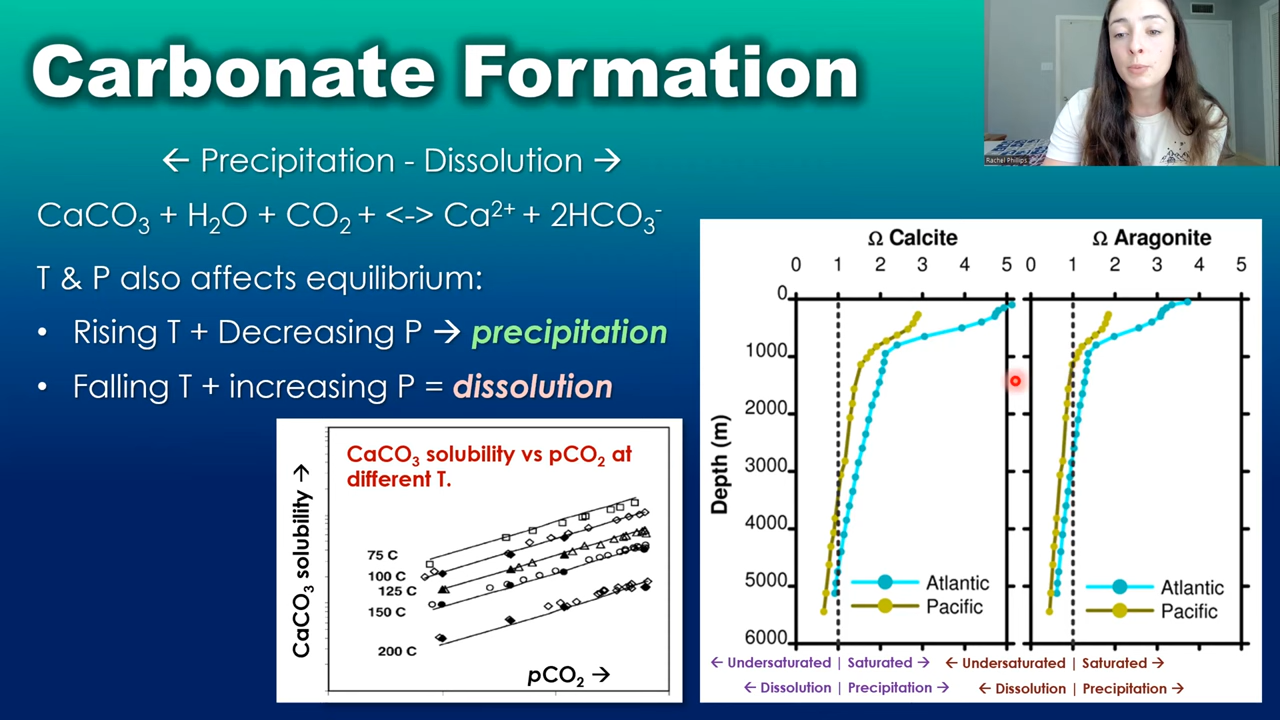 Carbonate Formation
← Precipitation - Dissolution →
CaCO₃ + H₂O + CO₂ + <-> Ca²⁺ + 2HCO₃⁻
T & P also affects equilibrium:
• Rising T + Decreasing P → precipitation
• Falling T + increasing P = dissolution
CaCO₃ solubility vs pCO₂ at
different T.
CaCO₃ solubility →
75 C
100 C
125 C
150 C
200 C
pCO₂ →
Rachel Phillips
Ω Calcite
0 1 2 3 4 5
Ω Aragonite
0 1 2 3 4 5
Depth (m)
0
1000
2000
3000
4000
5000
6000
Atlantic
Pacific
Atlantic
Pacific
← Undersaturated | Saturated →
← Dissolution | Precipitation →
← Undersaturated | Saturated →
← Dissolution | Precipitation →